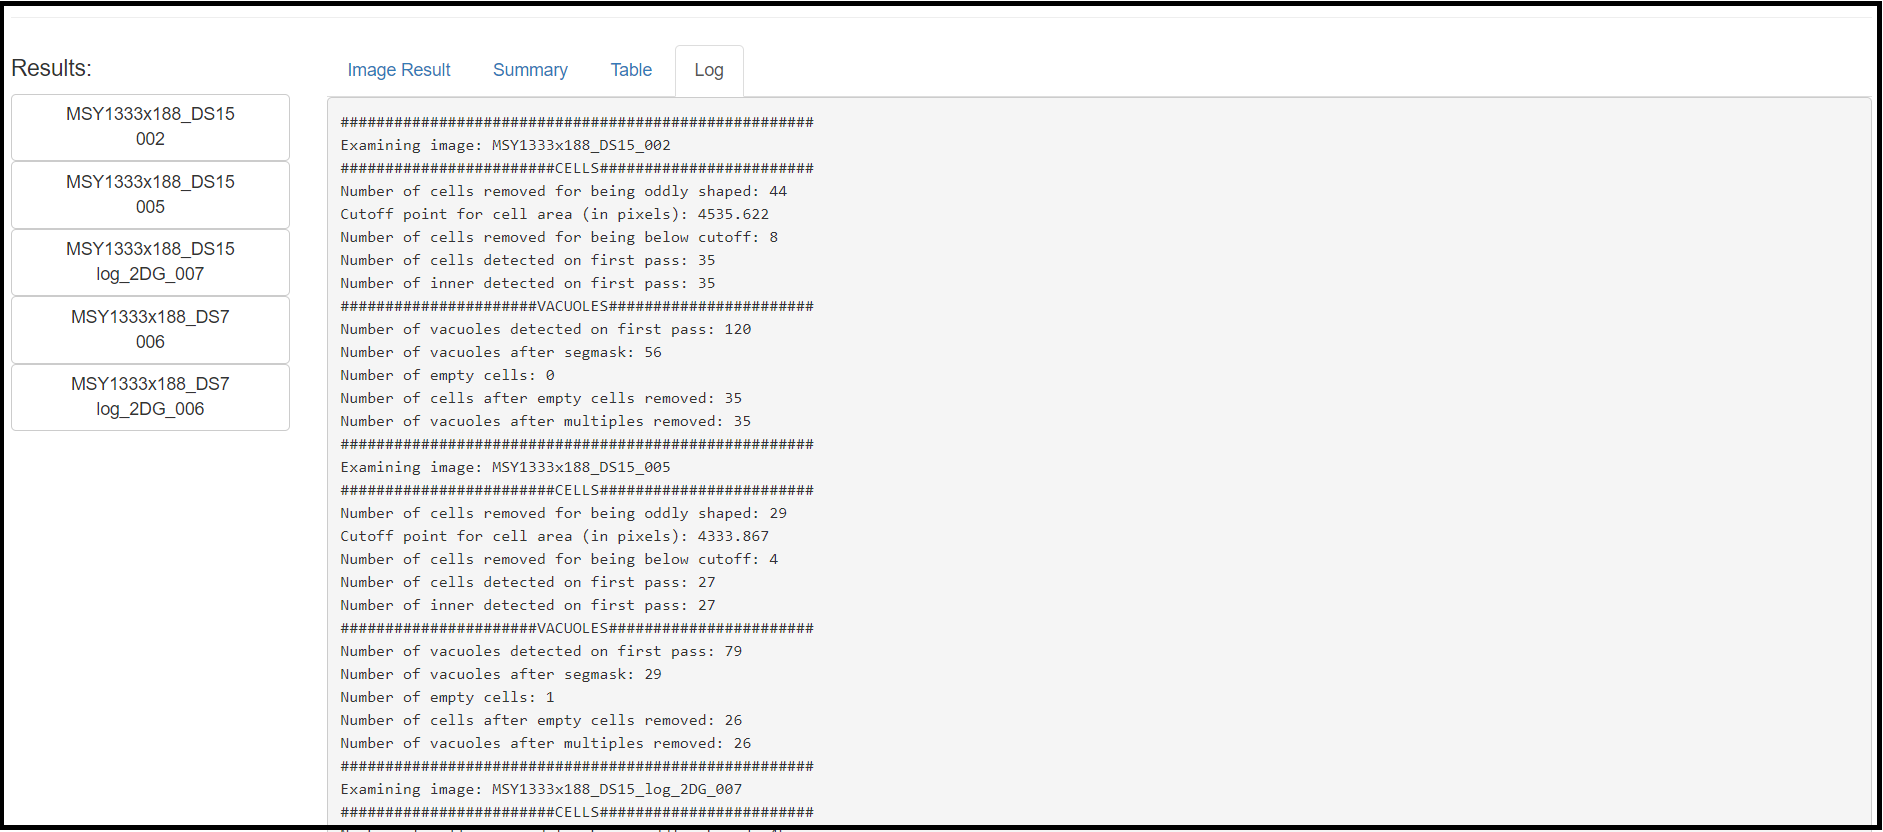 Results:
MSY1333x188_DS15
002
MSY1333x188_DS15
005
MSY1333x188_DS15
log_2DG_007
MSY1333x188_DS7
006
MSY1333x188_DS7
log_2DG_006
Image Result Summary Table Log
#####################################################
Examining image: MSY1333x188_DS15_002
########################CELLS########################
Number of cells removed for being oddly shaped: 44
Cutoff point for cell area (in pixels): 4535.622
Number of cells removed for being below cutoff: 8
Number of cells detected on first pass: 35
Number of inner detected on first pass: 35
######################VACUOLES#######################
Number of vacuoles detected on first pass: 120
Number of vacuoles after segmask: 56
Number of empty cells: 0
Number of cells after empty cells removed: 35
Number of vacuoles after multiples removed: 35
#####################################################
Examining image: MSY1333x188_DS15_005
########################CELLS########################
Number of cells removed for being oddly shaped: 29
Cutoff point for cell area (in pixels): 4333.867
Number of cells removed for being below cutoff: 4
Number of cells detected on first pass: 27
Number of inner detected on first pass: 27
######################VACUOLES#######################
Number of vacuoles detected on first pass: 79
Number of vacuoles after segmask: 29
Number of empty cells: 1
Number of cells after empty cells removed: 26
Number of vacuoles after multiples removed: 26
#####################################################
Examining image: MSY1333x188_DS15_log_2DG_007
########################CELLS########################